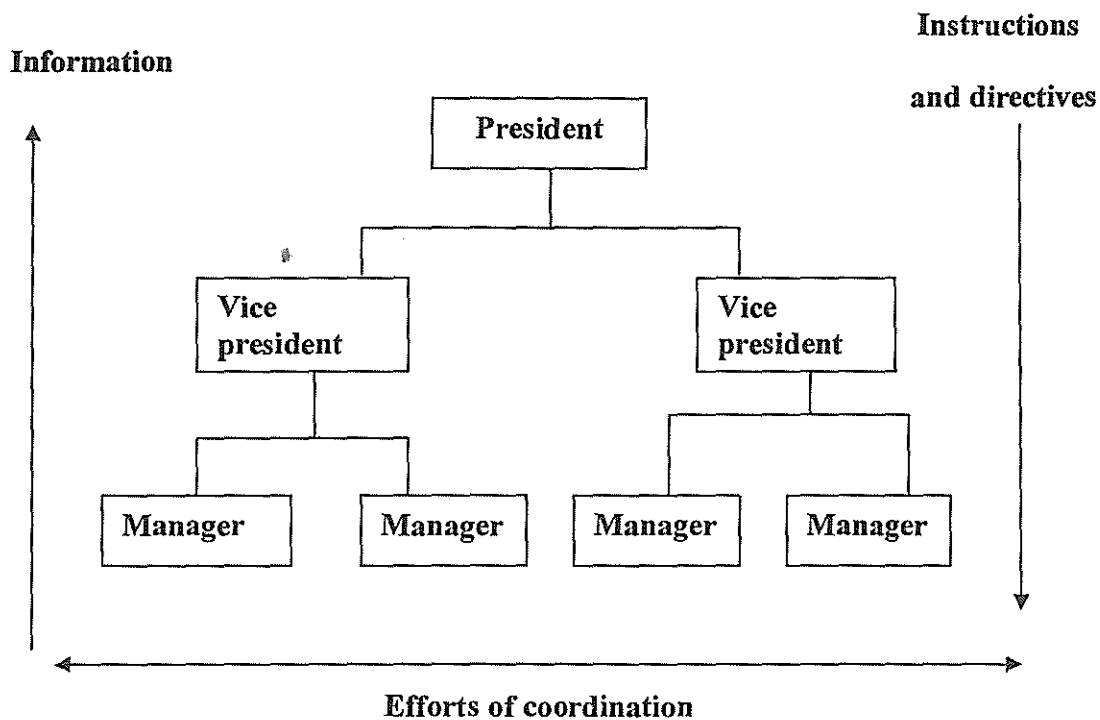 Instructions
Information
and directives
President
Vice
president
Vice
president
Manager
Manager
Manager
Manager
Efforts of coordination